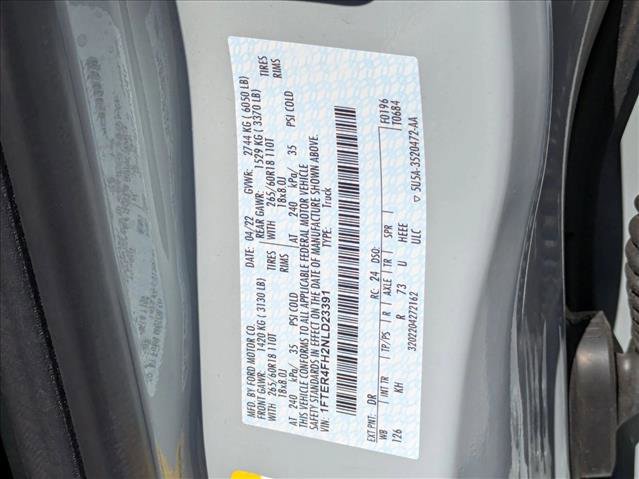 MFD. BY FORD MOTOR CO. DATE: 04/22 GVWR: 2744 KG ( 6050 LB)
FRONT GAWR: 1420 KG ( 3130 LB) REAR GAWR: 1529 KG ( 3370 LB)
265/60R18 110T TIRES WITH 265/60R18 110T TIRES
18x8.0J RIMS 18x8.0J RIMS
AT 240 kPa/ 35 PSI COLD AT 240 kPa/ 35 PSI COLD
THIS VEHICLE CONFORMS TO ALL APPLICABLE FEDERAL MOTOR VEHICLE
SAFETY STANDARDS IN EFFECT ON THE DATE OF MANUFACTURE SHOWN ABOVE.
VIN: 1FTER4FH2NLD23391 TYPE: Truck
F0196
EXT PNT: DR RC: 24 DSO: T0684
WB INT TR TP/PS R AXLE TR SPR
126 KH R 73 U HEEE
3202204272162 ULC 5U5A-3520472-AA